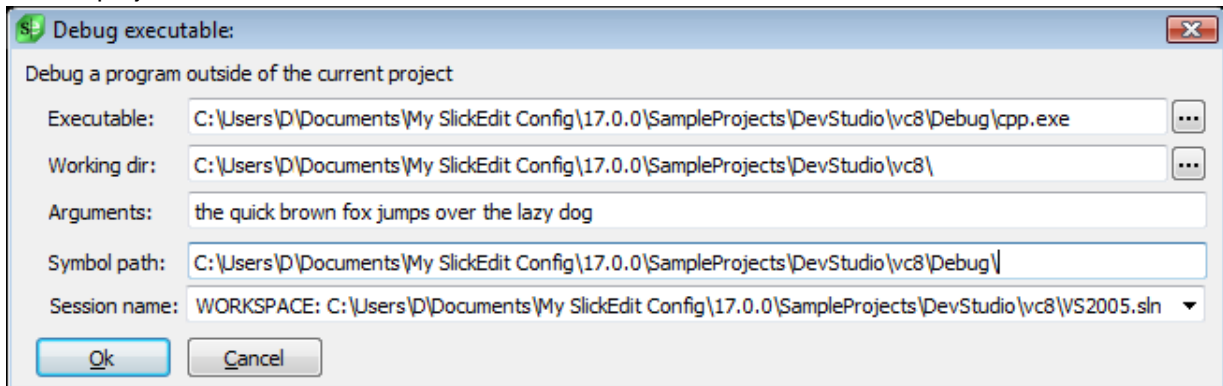 Debug executable:
Debug a program outside of the current project
Executable: C:\Users\D\Documents\My SlickEdit Config\17.0.0\SampleProjects\DevStudio\vc8\Debug\cpp.exe ...
Working dir: C:\Users\D\Documents\My SlickEdit Config\17.0.0\SampleProjects\DevStudio\vc8\ ...
Arguments: the quick brown fox jumps over the lazy dog
Symbol path: C:\Users\D\Documents\My SlickEdit Config\17.0.0\SampleProjects\DevStudio\vc8\Debug\
Session name: WORKSPACE: C:\Users\D\Documents\My SlickEdit Config\17.0.0\SampleProjects\DevStudio\vc8\VS2005.sln
Ok Cancel